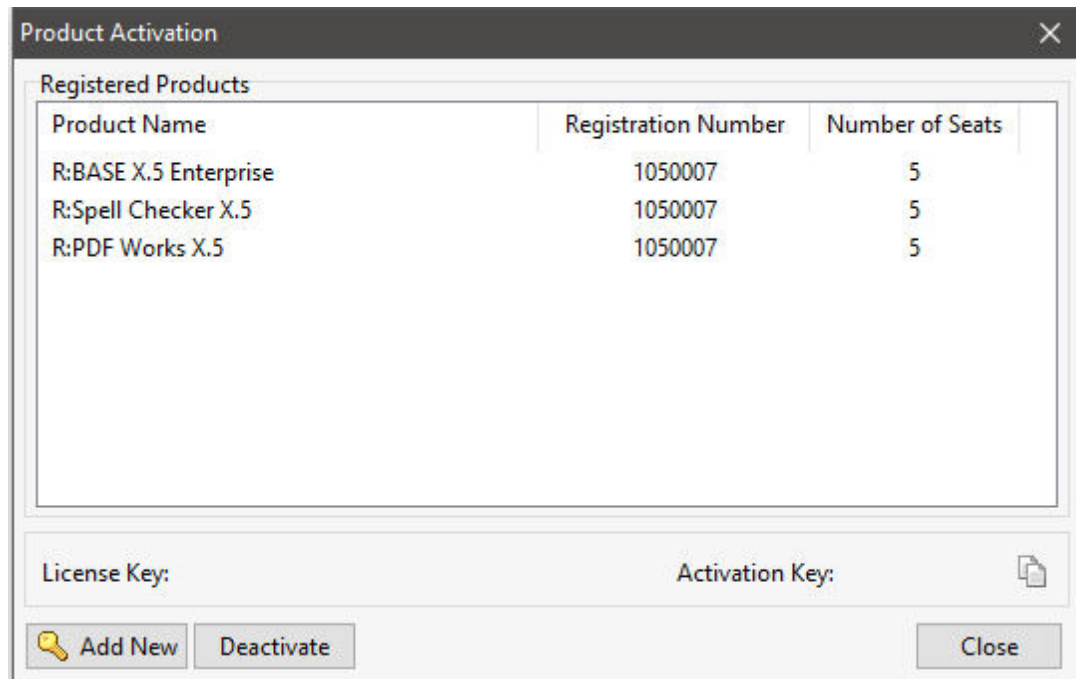 Product Activation
Registered Products
Product Name Registration Number Number of Seats
R:BASE X.5 Enterprise 1050007 5
R:Spell Checker X.5 1050007 5
R:PDF Works X.5 1050007 5
License Key: Activation Key:
Add New Deactivate Close